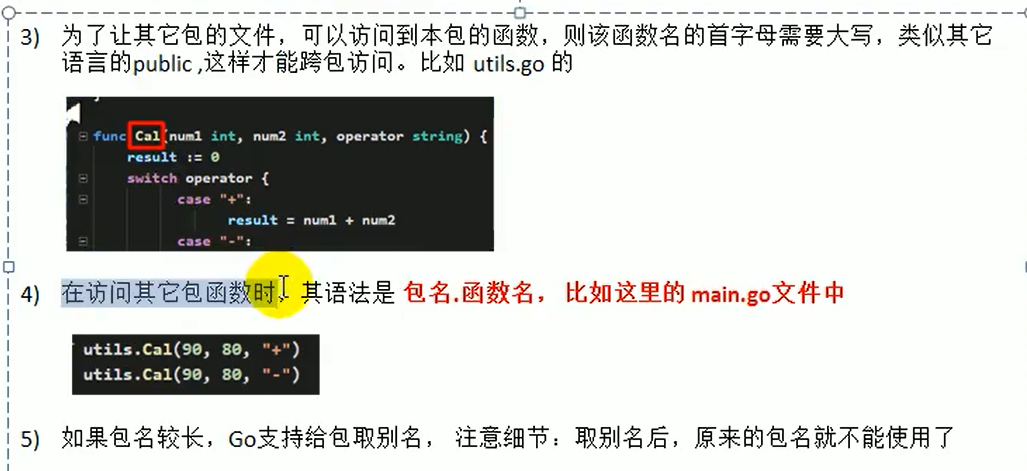 3) 为了让其它包的文件，可以访问到本包的函数，则该函数名的首字母需要大写，类似其它
语言的public ,这样才能跨包访问。比如 utils.go 的
func Cal(num1 int, num2 int, operator string) {
result := 0
switch operator {
case "+":
result = num1 + num2
case "-":
4) 在访问其它包函数时，其语法是 包名.函数名， 比如这里的 main.go文件中
utils.Cal(90, 80, "+")
utils.Cal(90, 80, "-")
5) 如果包名较长，Go支持给包取别名， 注意细节：取别名后，原来的包名就不能使用了